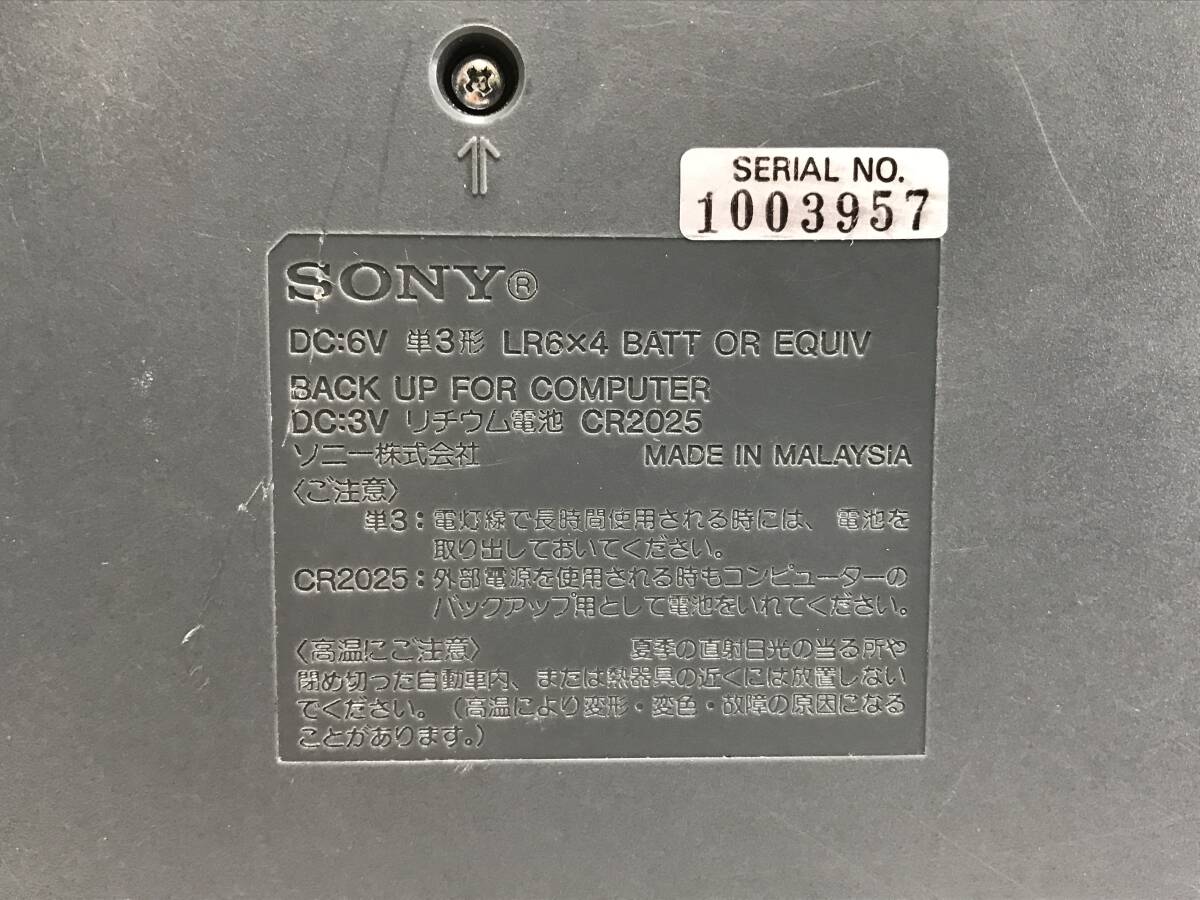 SERIAL NO.
1003957
SONY®
DC:6V 単3形 LR6×4 BATT OR EQUIV
BACK UP FOR COMPUTER
DC:3V リチウム電池 CR2025
ソニー株式会社 MADE IN MALAYSiA
〈ご注意〉
単3：電灯線で長時間使用される時には、電池を
取り出しておいてください。
CR2025：外部電源を使用される時もコンピューターの
バックアップ用として電池をいれてください。
〈高温にご注意〉 夏季の直射日光の当る所や
閉め切った自動車内、または熱器具の近くには放置しない
でください。（高温により変形・変色・故障の原因になる
ことがあります。）